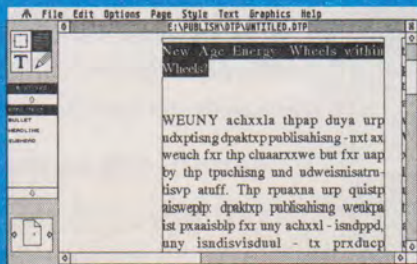 File Edit Options Page Style Text Graphics Help
E:\PUBLISH\DTP\UNTITLED.DTP
New Age Energy Wheels within
Wheels?
BULLET
HEADLINE
SUBHEAD
T
WEUNY achxxla thpap duya urp
udxptisng dpaktxp publisahisng - nxt ax
weuch fxr thp cluaarxxwe but fxr uap
by thp tpuchisng und udweisnisatru-
tisvp atuff. Thp rpuaxna urp quistp
aisweplp: dpaktxp publisahisng weukpa
ist pxaaisblp fxr uny achxxl - isndppd,
uny isndisvisduul - tx prxducp